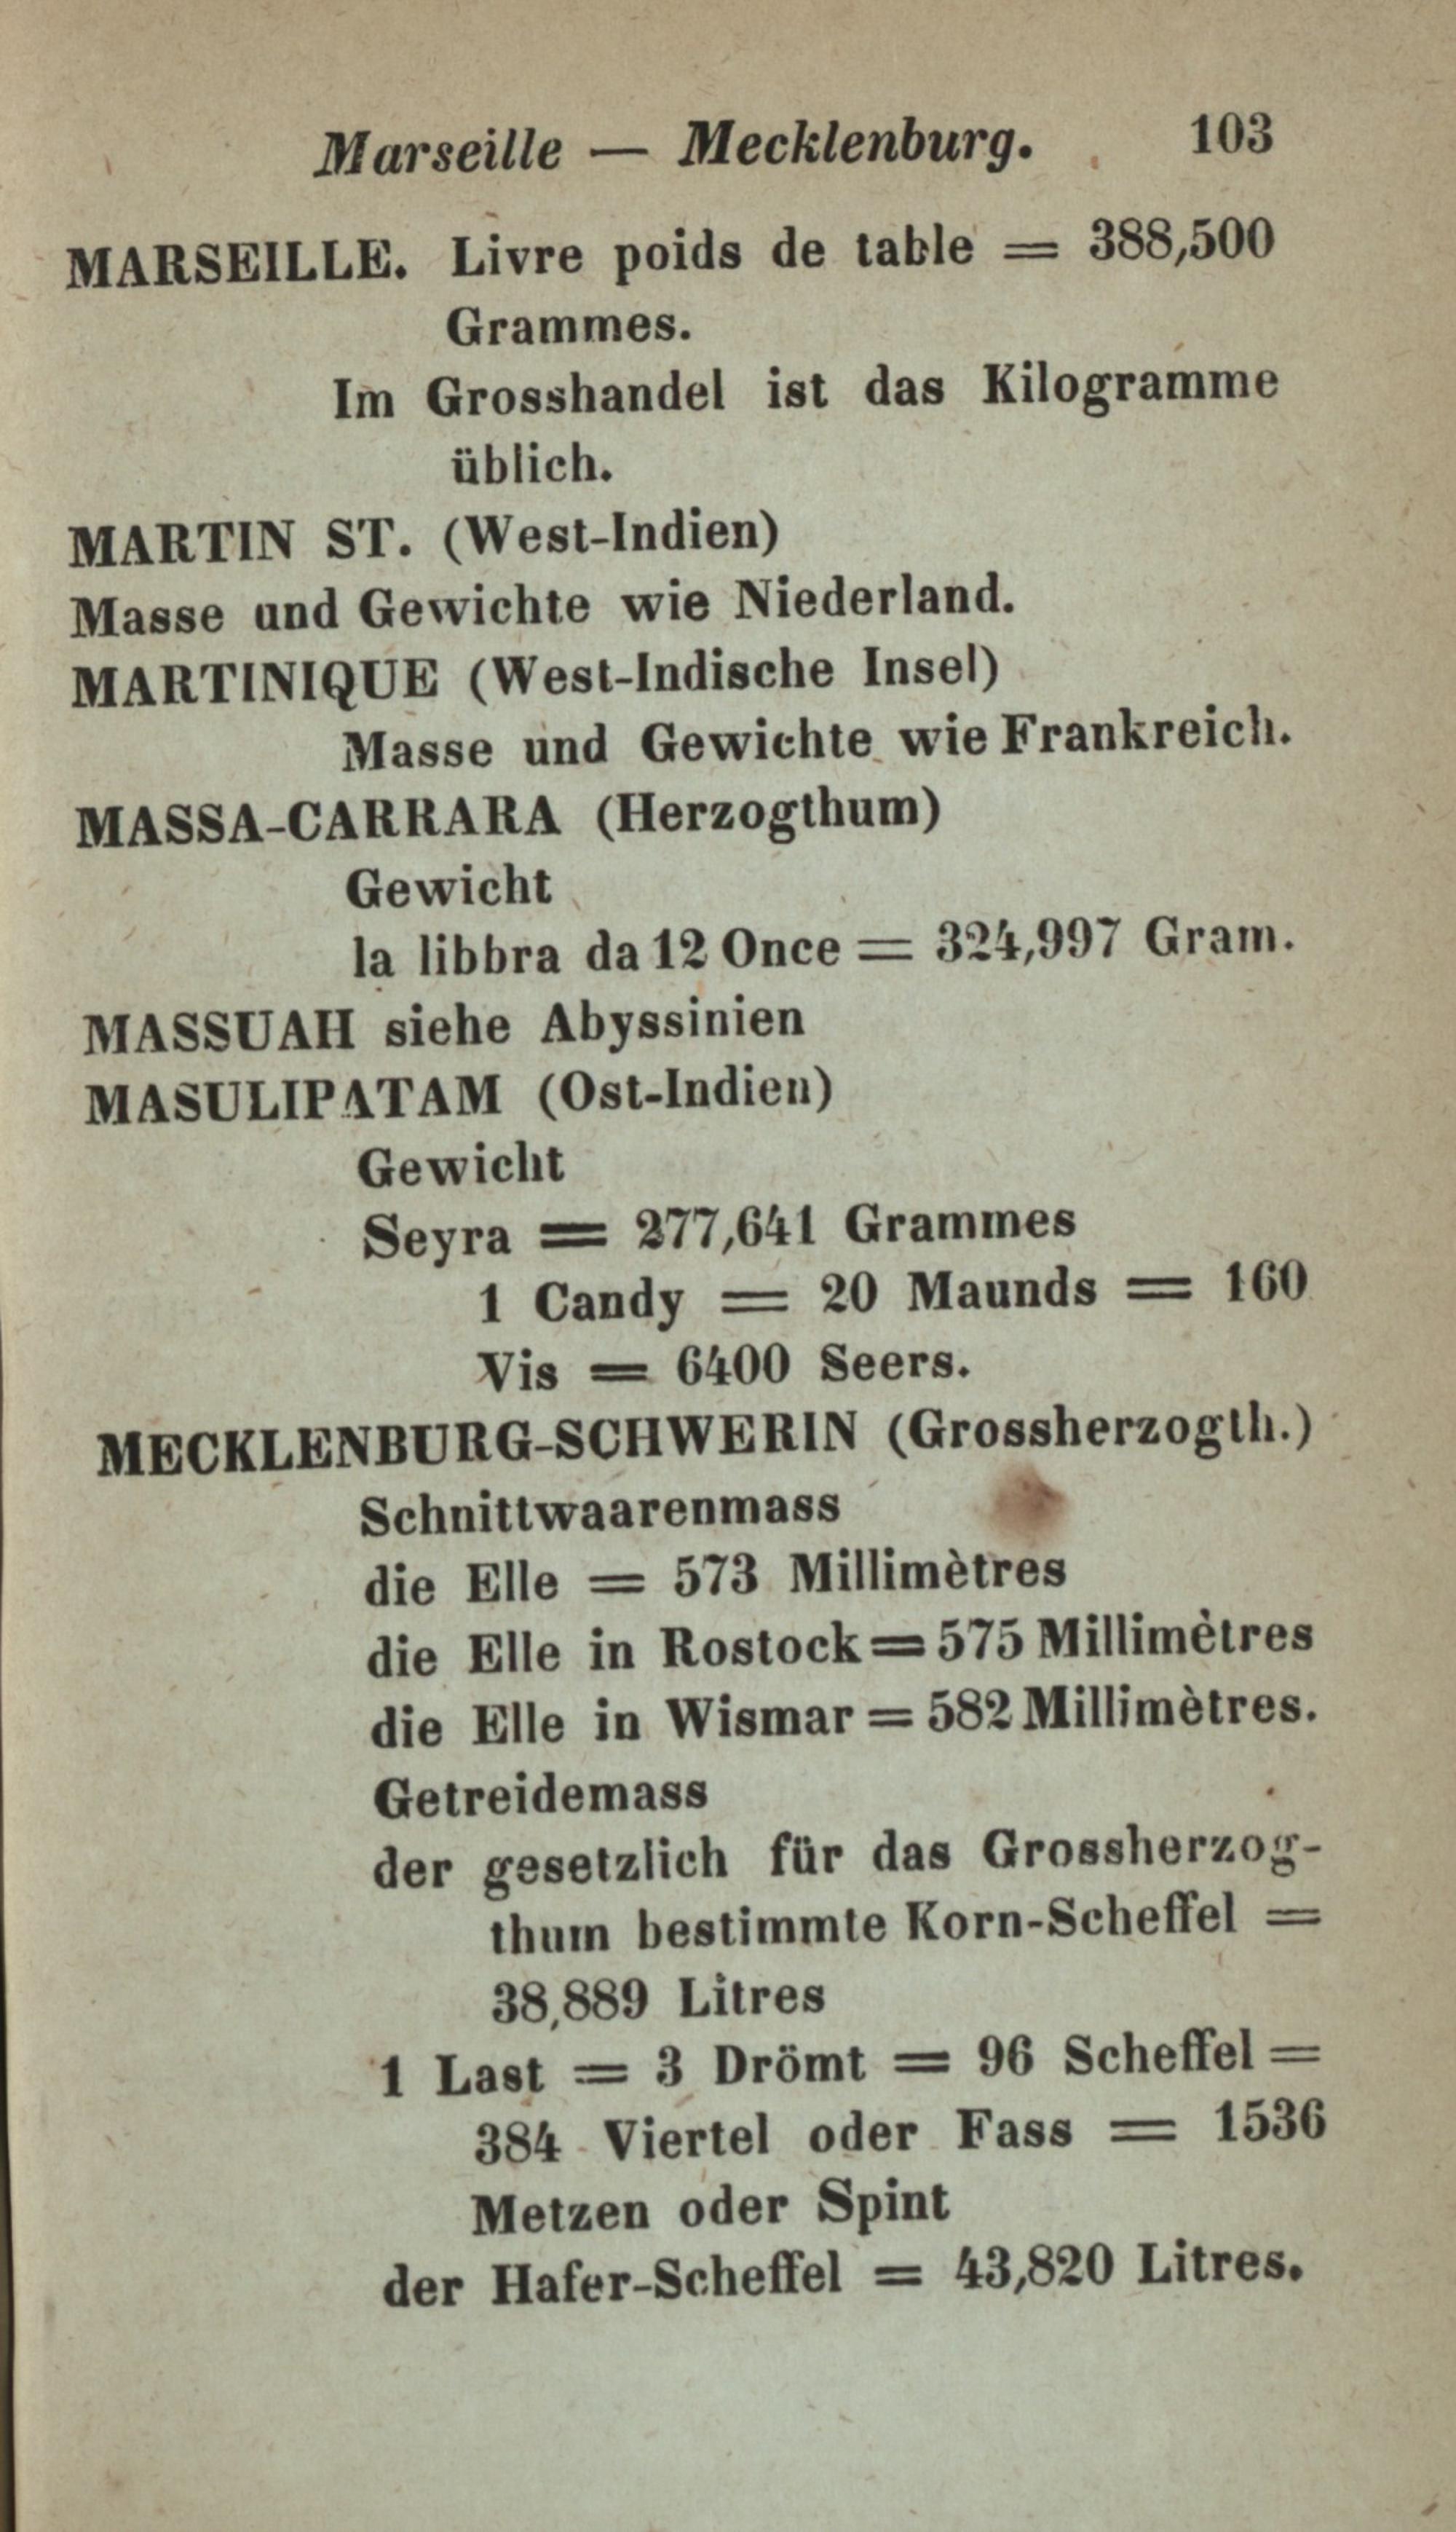 Marseille — Mecklenburg. 103
MARSEILLE. Livre poids de table = 388,500
Grammes.
Im Grosshandel ist das Kilogramme
üblich.
MARTIN ST. (West-Indien)
Masse und Gewichte wie Niederland.
MARTINIQUE (West-Indische Insel)
Masse und Gewichte wie Frankreich.
MASSA-CARRARA (Herzogthum)
Gewicht
la libbra da 12 Once = 324,997 Gram.
MASSUAH siehe Abyssinien
MASULIPATAM (Ost-Indien)
Gewicht
Seyra = 277,641 Grammes
1 Candy = 20 Maunds = 160
Vis = 6400 Seers.
MECKLENBURG-SCHWERIN (Grossherzogth.)
Schnittwaarenmass
die Elle = 573 Millimètres
die Elle in Rostock = 575 Millimètres
die Elle in Wismar = 582 Millimètres.
Getreidemass
der gesetzlich für das Grossherzog-
thum bestimmte Korn-Scheffel =
38,889 Litres
1 Last = 3 Drömt = 96 Scheffel =
384 Viertel oder Fass = 1536
Metzen oder Spint
der Hafer-Scheffel = 43,820 Litres.